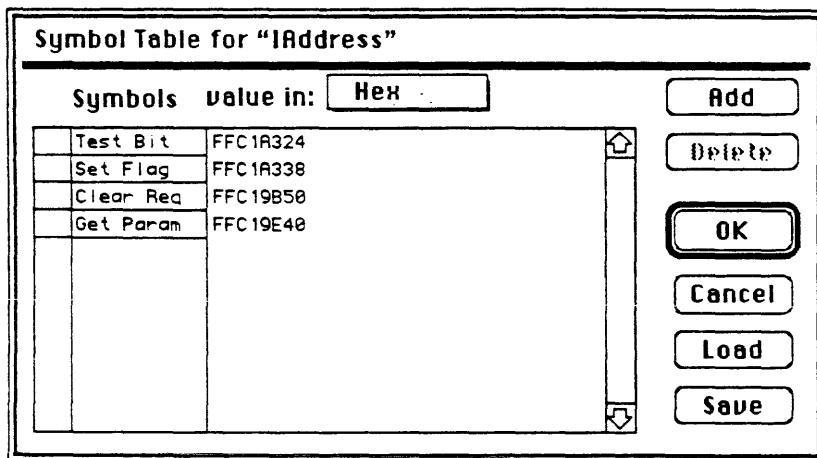 Symbol Table for “IAddress”
Symbols value in: Hex
Add
Test Bit FFC1A324
Delete
Set Flag FFC1A338
Clear Req FFC19B50
Get Param FFC19E40
OK
Cancel
Load
Save